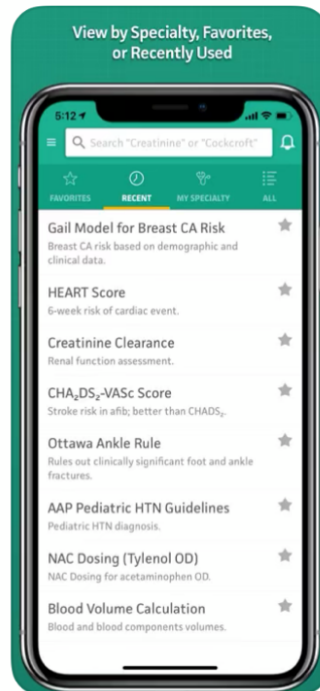 View by Specialty, Favorites,
or Recently Used
5:12
Search "Creatinine" or "Cockcroft"
FAVORITES
RECENT
MY SPECIALTY
ALL
Gail Model for Breast CA Risk
Breast CA risk based on demographic and
clinical data.
HEART Score
6-week risk of cardiac event.
Creatinine Clearance
Renal function assessment.
CHA₂DS₂-VASc Score
Stroke risk in afib; better than CHADS₂.
Ottawa Ankle Rule
Rules out clinically significant foot and ankle
fractures.
AAP Pediatric HTN Guidelines
Pediatric HTN diagnosis.
NAC Dosing (Tylenol OD)
NAC Dosing for acetaminophen OD.
Blood Volume Calculation
Blood and blood components volumes.